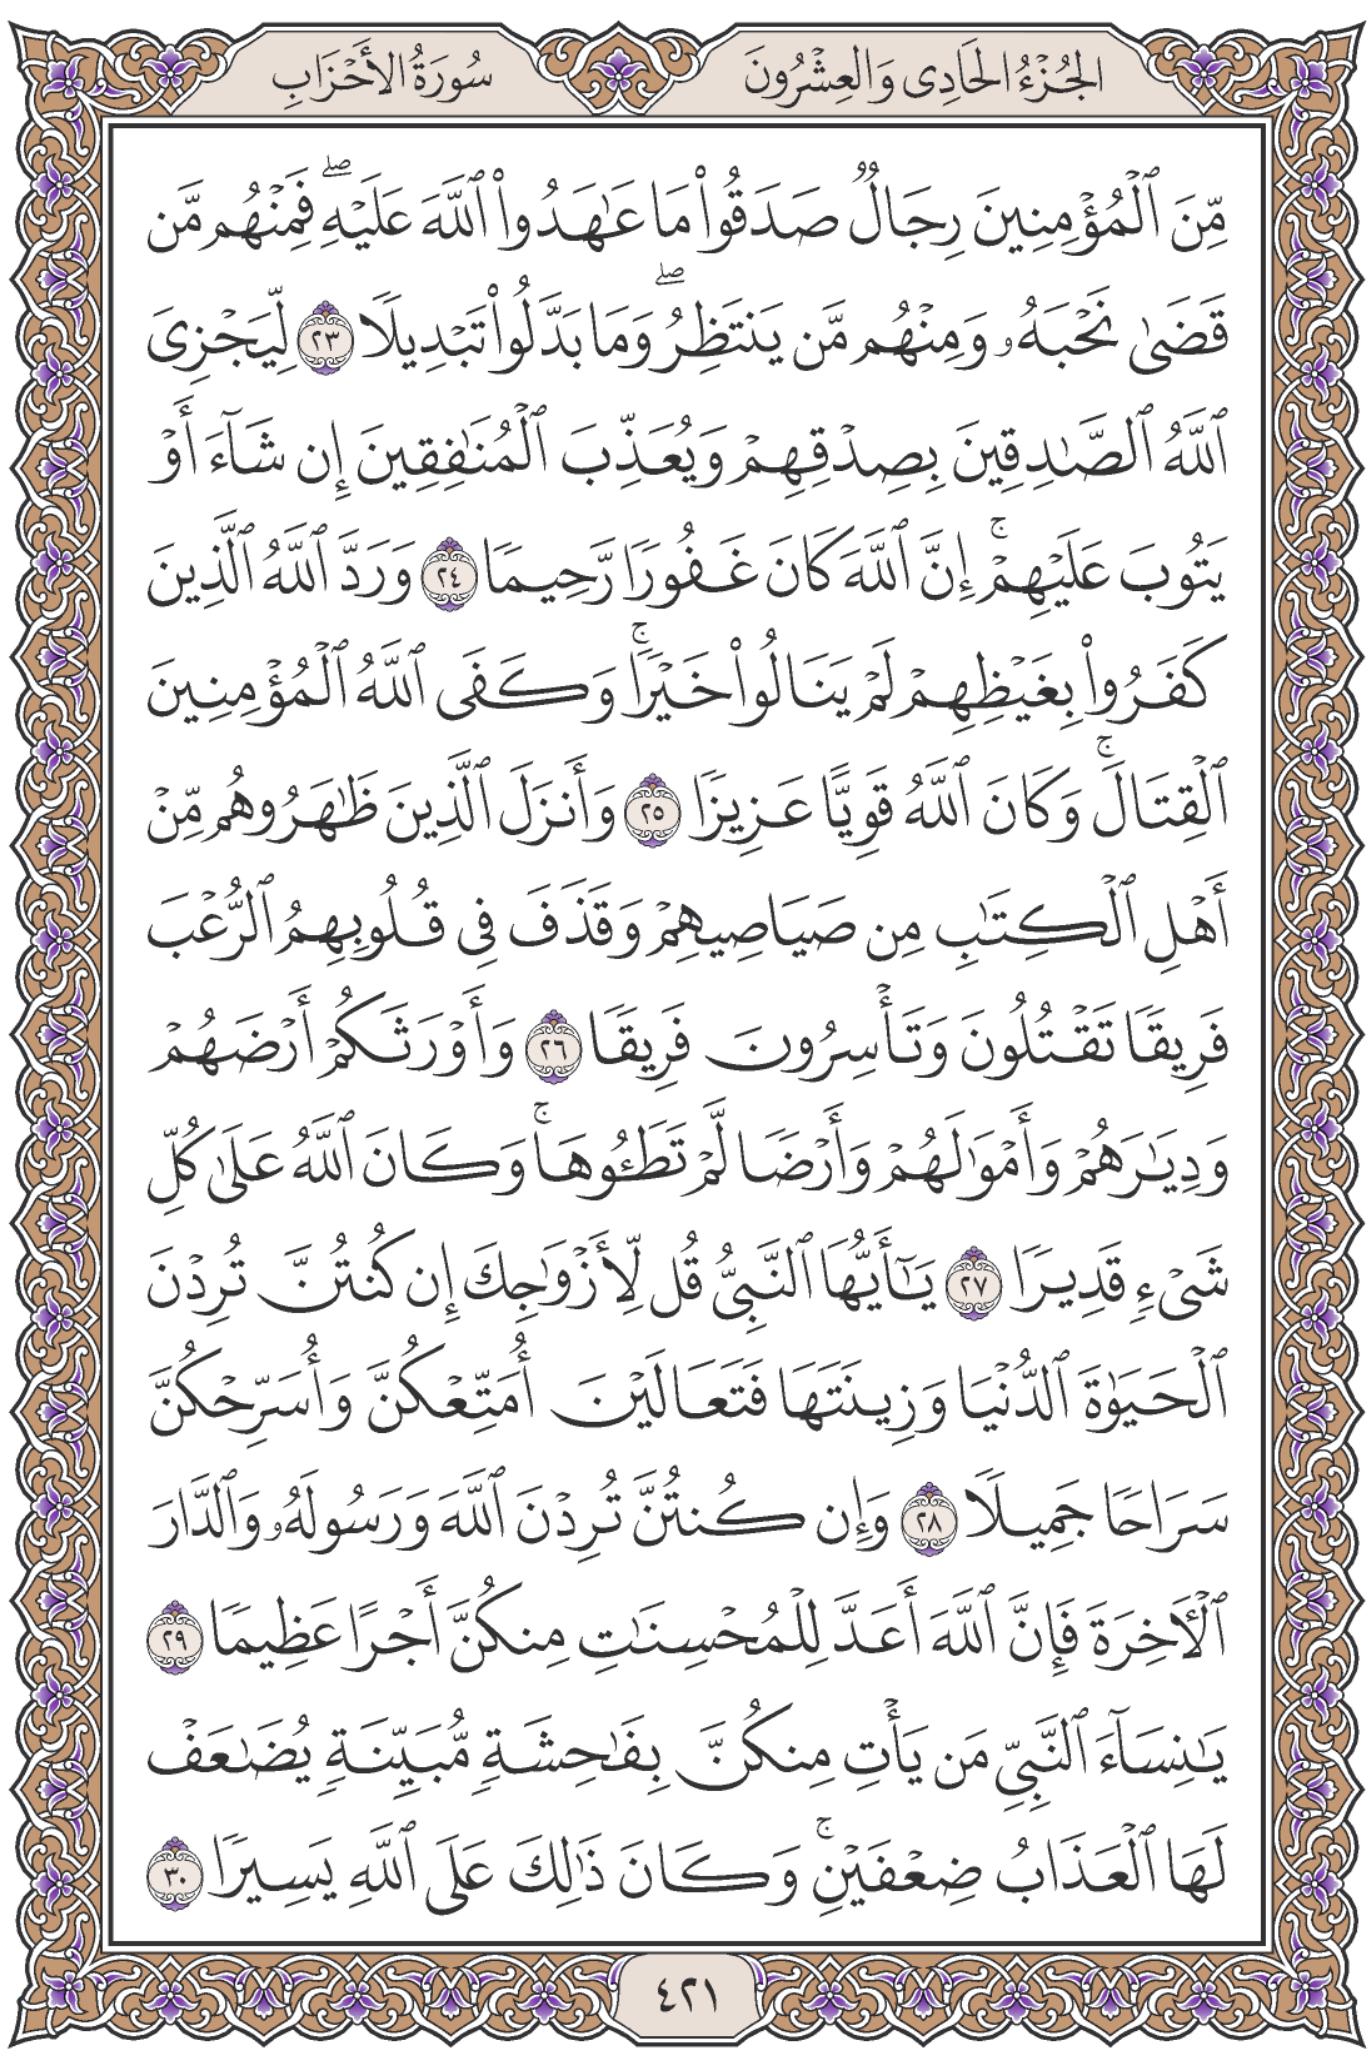 الجُزْءُ الحَادِى وَالعِشْرُونَ
سُورَةُ الأَحْزَابِ
مِّنَ ٱلْمُؤْمِنِينَ رِجَالٌ صَدَقُوا۟ مَا عَـٰهَدُوا۟ ٱللَّهَ عَلَيْهِ ۖ فَمِنْهُم مَّن
قَضَىٰ نَحْبَهُۥ وَمِنْهُم مَّن يَنتَظِرُ ۖ وَمَا بَدَّلُوا۟ تَبْدِيلًا ٢٣ لِّيَجْزِىَ
ٱللَّهُ ٱلصَّـٰدِقِينَ بِصِدْقِهِمْ وَيُعَذِّبَ ٱلْمُنَـٰفِقِينَ إِن شَآءَ أَوْ
يَتُوبَ عَلَيْهِمْ ۚ إِنَّ ٱللَّهَ كَانَ غَفُورًا رَّحِيمًا ٢٤ وَرَدَّ ٱللَّهُ ٱلَّذِينَ
كَفَرُوا۟ بِغَيْظِهِمْ لَمْ يَنَالُوا۟ خَيْرًا ۚ وَكَفَى ٱللَّهُ ٱلْمُؤْمِنِينَ
ٱلْقِتَالَ ۚ وَكَانَ ٱللَّهُ قَوِيًّا عَزِيزًا ٢٥ وَأَنزَلَ ٱلَّذِينَ ظَـٰهَرُوهُم مِّنْ
أَهْلِ ٱلْكِتَـٰبِ مِن صَيَاصِيهِمْ وَقَذَفَ فِى قُلُوبِهِمُ ٱلرُّعْبَ
فَرِيقًا تَقْتُلُونَ وَتَأْسِرُونَ فَرِيقًا ٢٦ وَأَوْرَثَكُمْ أَرْضَهُمْ
وَدِيَـٰرَهُمْ وَأَمْوَٰلَهُمْ وَأَرْضًا لَّمْ تَطَـُٔوهَا ۚ وَكَانَ ٱللَّهُ عَلَىٰ كُلِّ
شَىْءٍ قَدِيرًا ٢٧ يَـٰٓأَيُّهَا ٱلنَّبِىُّ قُل لِّأَزْوَٰجِكَ إِن كُنتُنَّ تُرِدْنَ
ٱلْحَيَوٰةَ ٱلدُّنْيَا وَزِينَتَهَا فَتَعَالَيْنَ أُمَتِّعْكُنَّ وَأُسَرِّحْكُنَّ
سَرَاحًا جَمِيلًا ٢٨ وَإِن كُنتُنَّ تُرِدْنَ ٱللَّهَ وَرَسُولَهُۥ وَٱلدَّارَ
ٱلْـَٔاخِرَةَ فَإِنَّ ٱللَّهَ أَعَدَّ لِلْمُحْسِنَـٰتِ مِنكُنَّ أَجْرًا عَظِيمًا ٢٩
يَـٰنِسَآءَ ٱلنَّبِىِّ مَن يَأْتِ مِنكُنَّ بِفَـٰحِشَةٍ مُّبَيِّنَةٍ يُضَـٰعَفْ
لَهَا ٱلْعَذَابُ ضِعْفَيْنِ ۚ وَكَانَ ذَٰلِكَ عَلَى ٱللَّهِ يَسِيرًا ٣٠
٤٢١